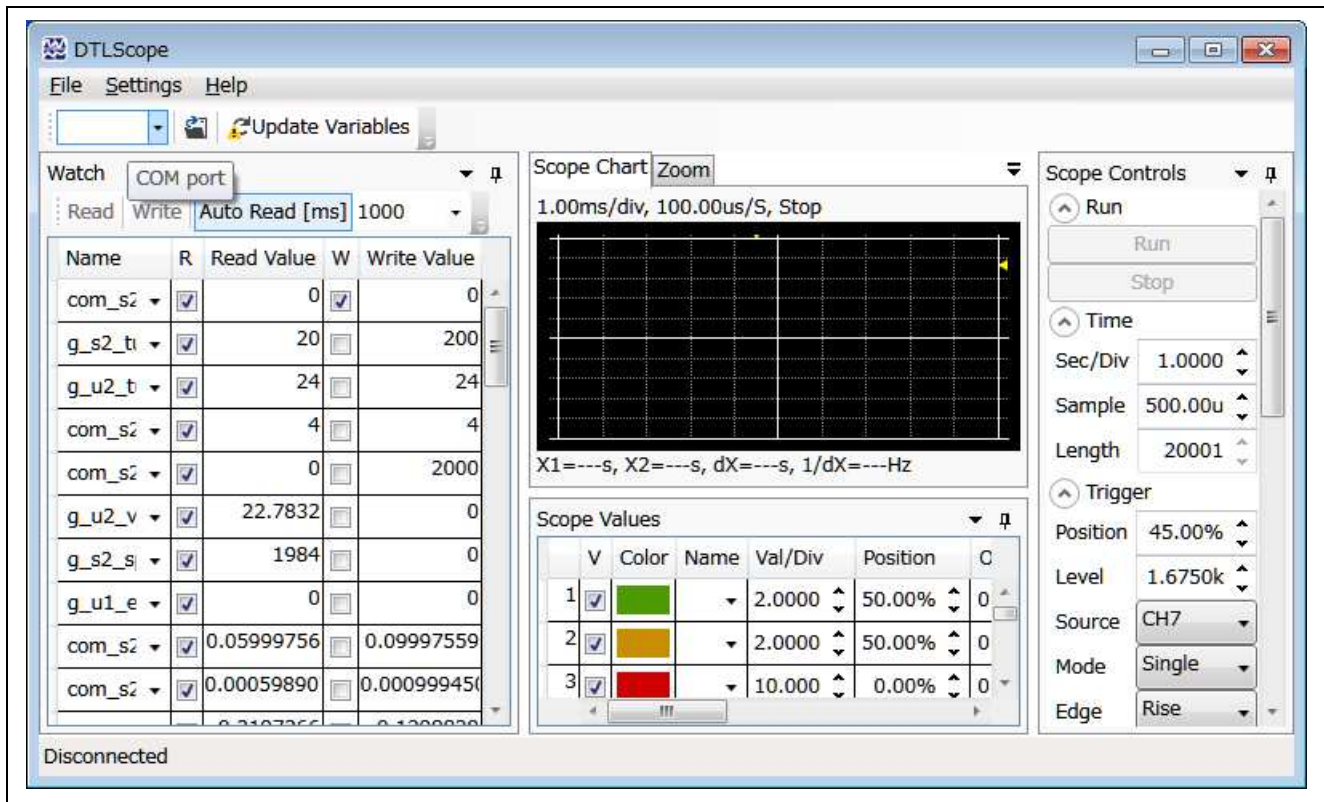 DTLScope
File Settings Help
Update Variables
Watch
COM port
Read Write Auto Read [ms] 1000
Name R Read Value W Write Value
com_s2 0 0
g_s2_tu 20 200
g_u2_t 24 24
com_s2 4 4
com_s2 0 2000
g_u2_v 22.7832 0
g_s2_s 1984 0
g_u1_e 0 0
com_s2 0.05999756 0.09997559
com_s2 0.00059890 0.00099945
Scope Chart Zoom
1.00ms/div, 100.00us/S, Stop
X1=---s, X2=---s, dX=---s, 1/dX=---Hz
Scope Values
V Color Name Val/Div Position
1 2.0000 50.00% 0
2 2.0000 50.00% 0
3 10.000 0.00% 0
Scope Controls
Run
Run
Stop
Time
Sec/Div 1.0000
Sample 500.00u
Length 20001
Trigger
Position 45.00%
Level 1.6750k
Source CH7
Mode Single
Edge Rise
Disconnected